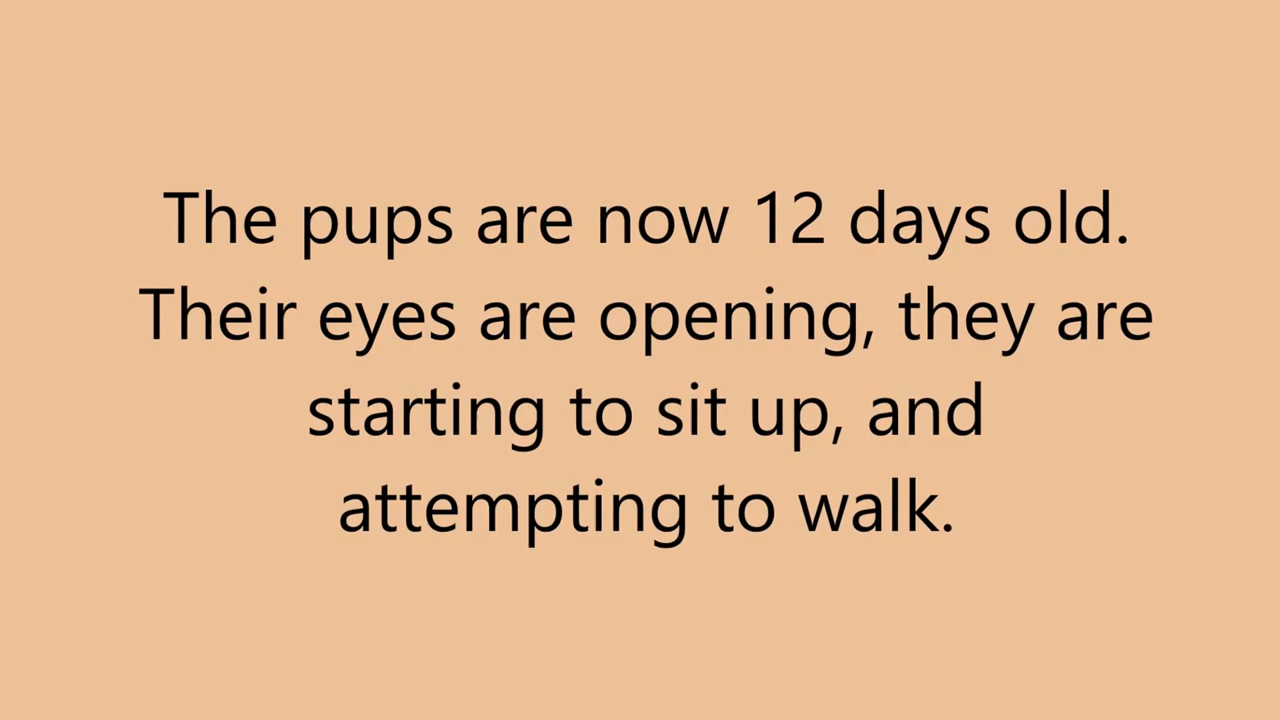 The pups are now 12 days old.
Their eyes are opening, they are
starting to sit up, and
attempting to walk.